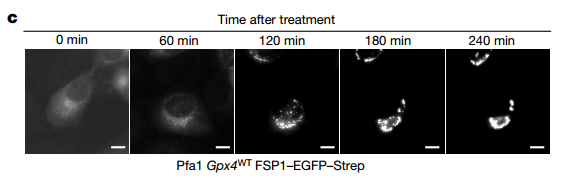 c
Time after treatment
0 min 60 min 120 min 180 min 240 min
Pfa1 Gpx4WT FSP1–EGFP–Strep